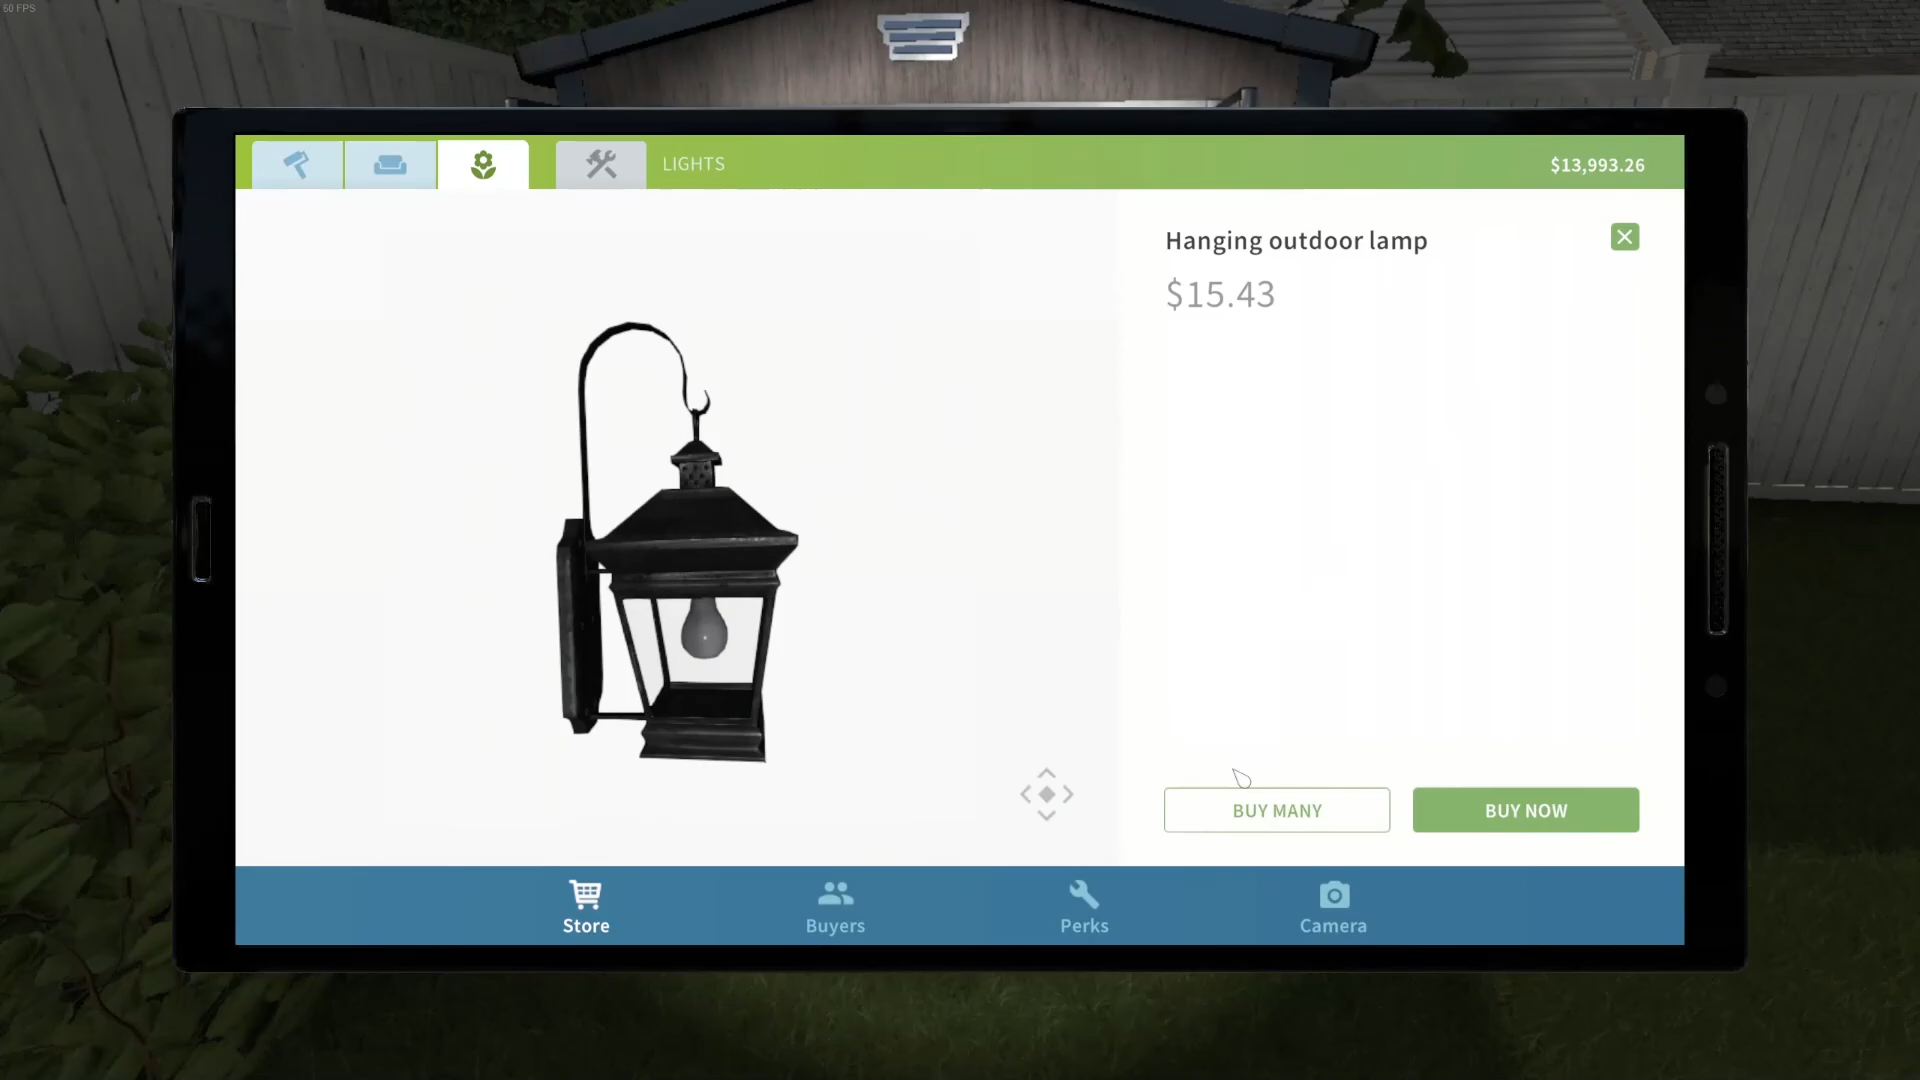 60 FPS
LIGHTS
$13,993.26
Hanging outdoor lamp
$15.43
BUY MANY
BUY NOW
Store
Buyers
Perks
Camera